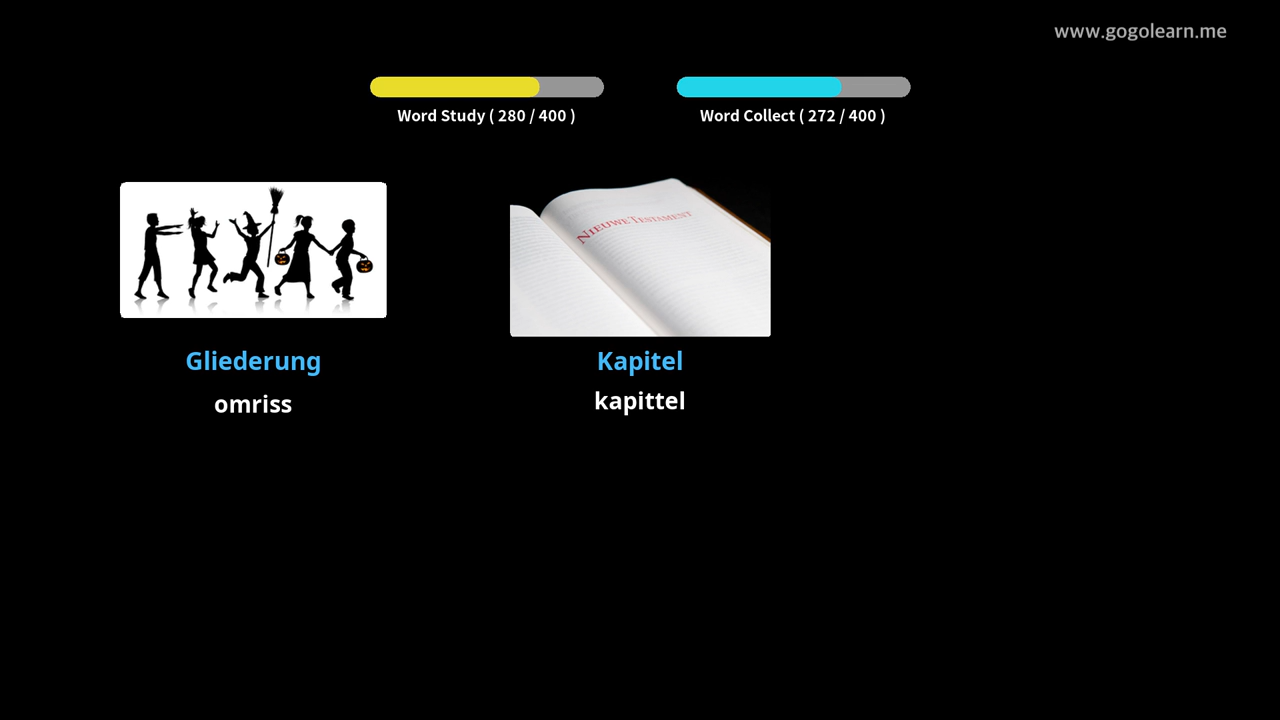 www.gogolearn.me
Word Study ( 280 / 400 )
Word Collect ( 272 / 400 )
NIEUWE TESTAMENT
Gliederung
Kapitel
omriss
kapittel